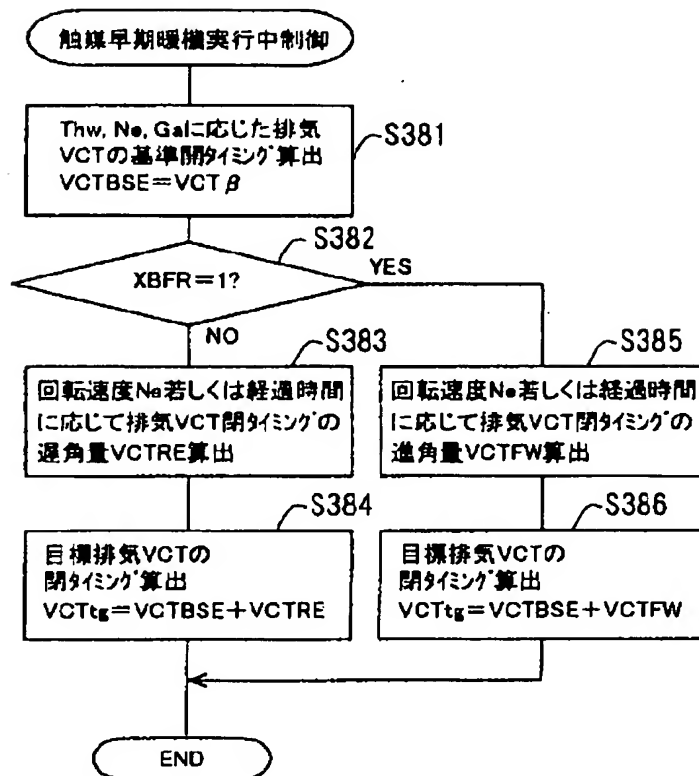 触媒早期暖機実行中制御
Thw, Ne, Gaに応じた排気
VCTの基準開タイミング算出
VCTBSE=VCTβ
S381
XBFR=1?
S382
YES
NO
回転速度Ne若しくは経過時間
に応じて排気VCT閉タイミングの
遅角量VCTRE算出
S383
目標排気VCTの
閉タイミング算出
VCTtg=VCTBSE+VCTRE
S384
回転速度Ne若しくは経過時間
に応じて排気VCT閉タイミングの
進角量VCTFW算出
S385
目標排気VCTの
閉タイミング算出
VCTtg=VCTBSE+VCTFW
S386
END